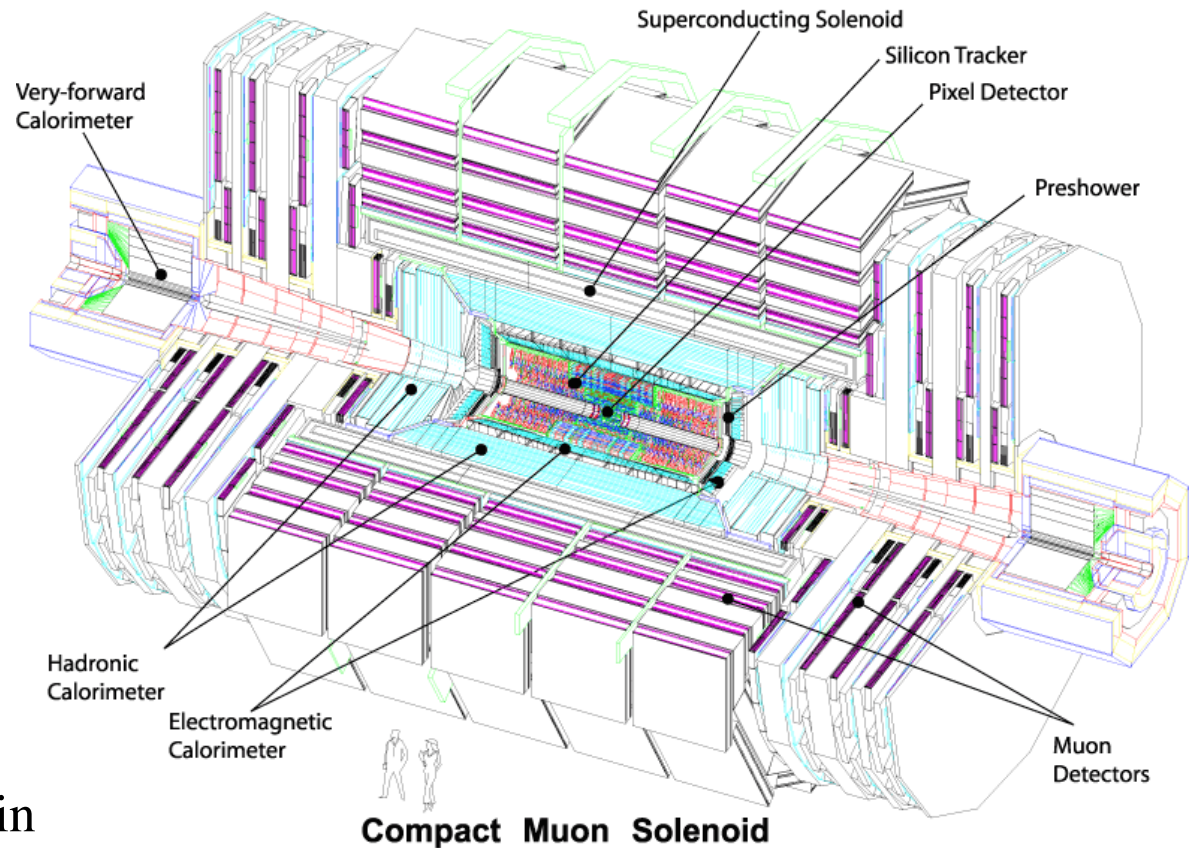 Superconducting Solenoid
Silicon Tracker
Pixel Detector
Very-forward
Calorimeter
Preshower
Hadronic
Calorimeter
Electromagnetic
Calorimeter
Muon
Detectors
in
Compact Muon Solenoid